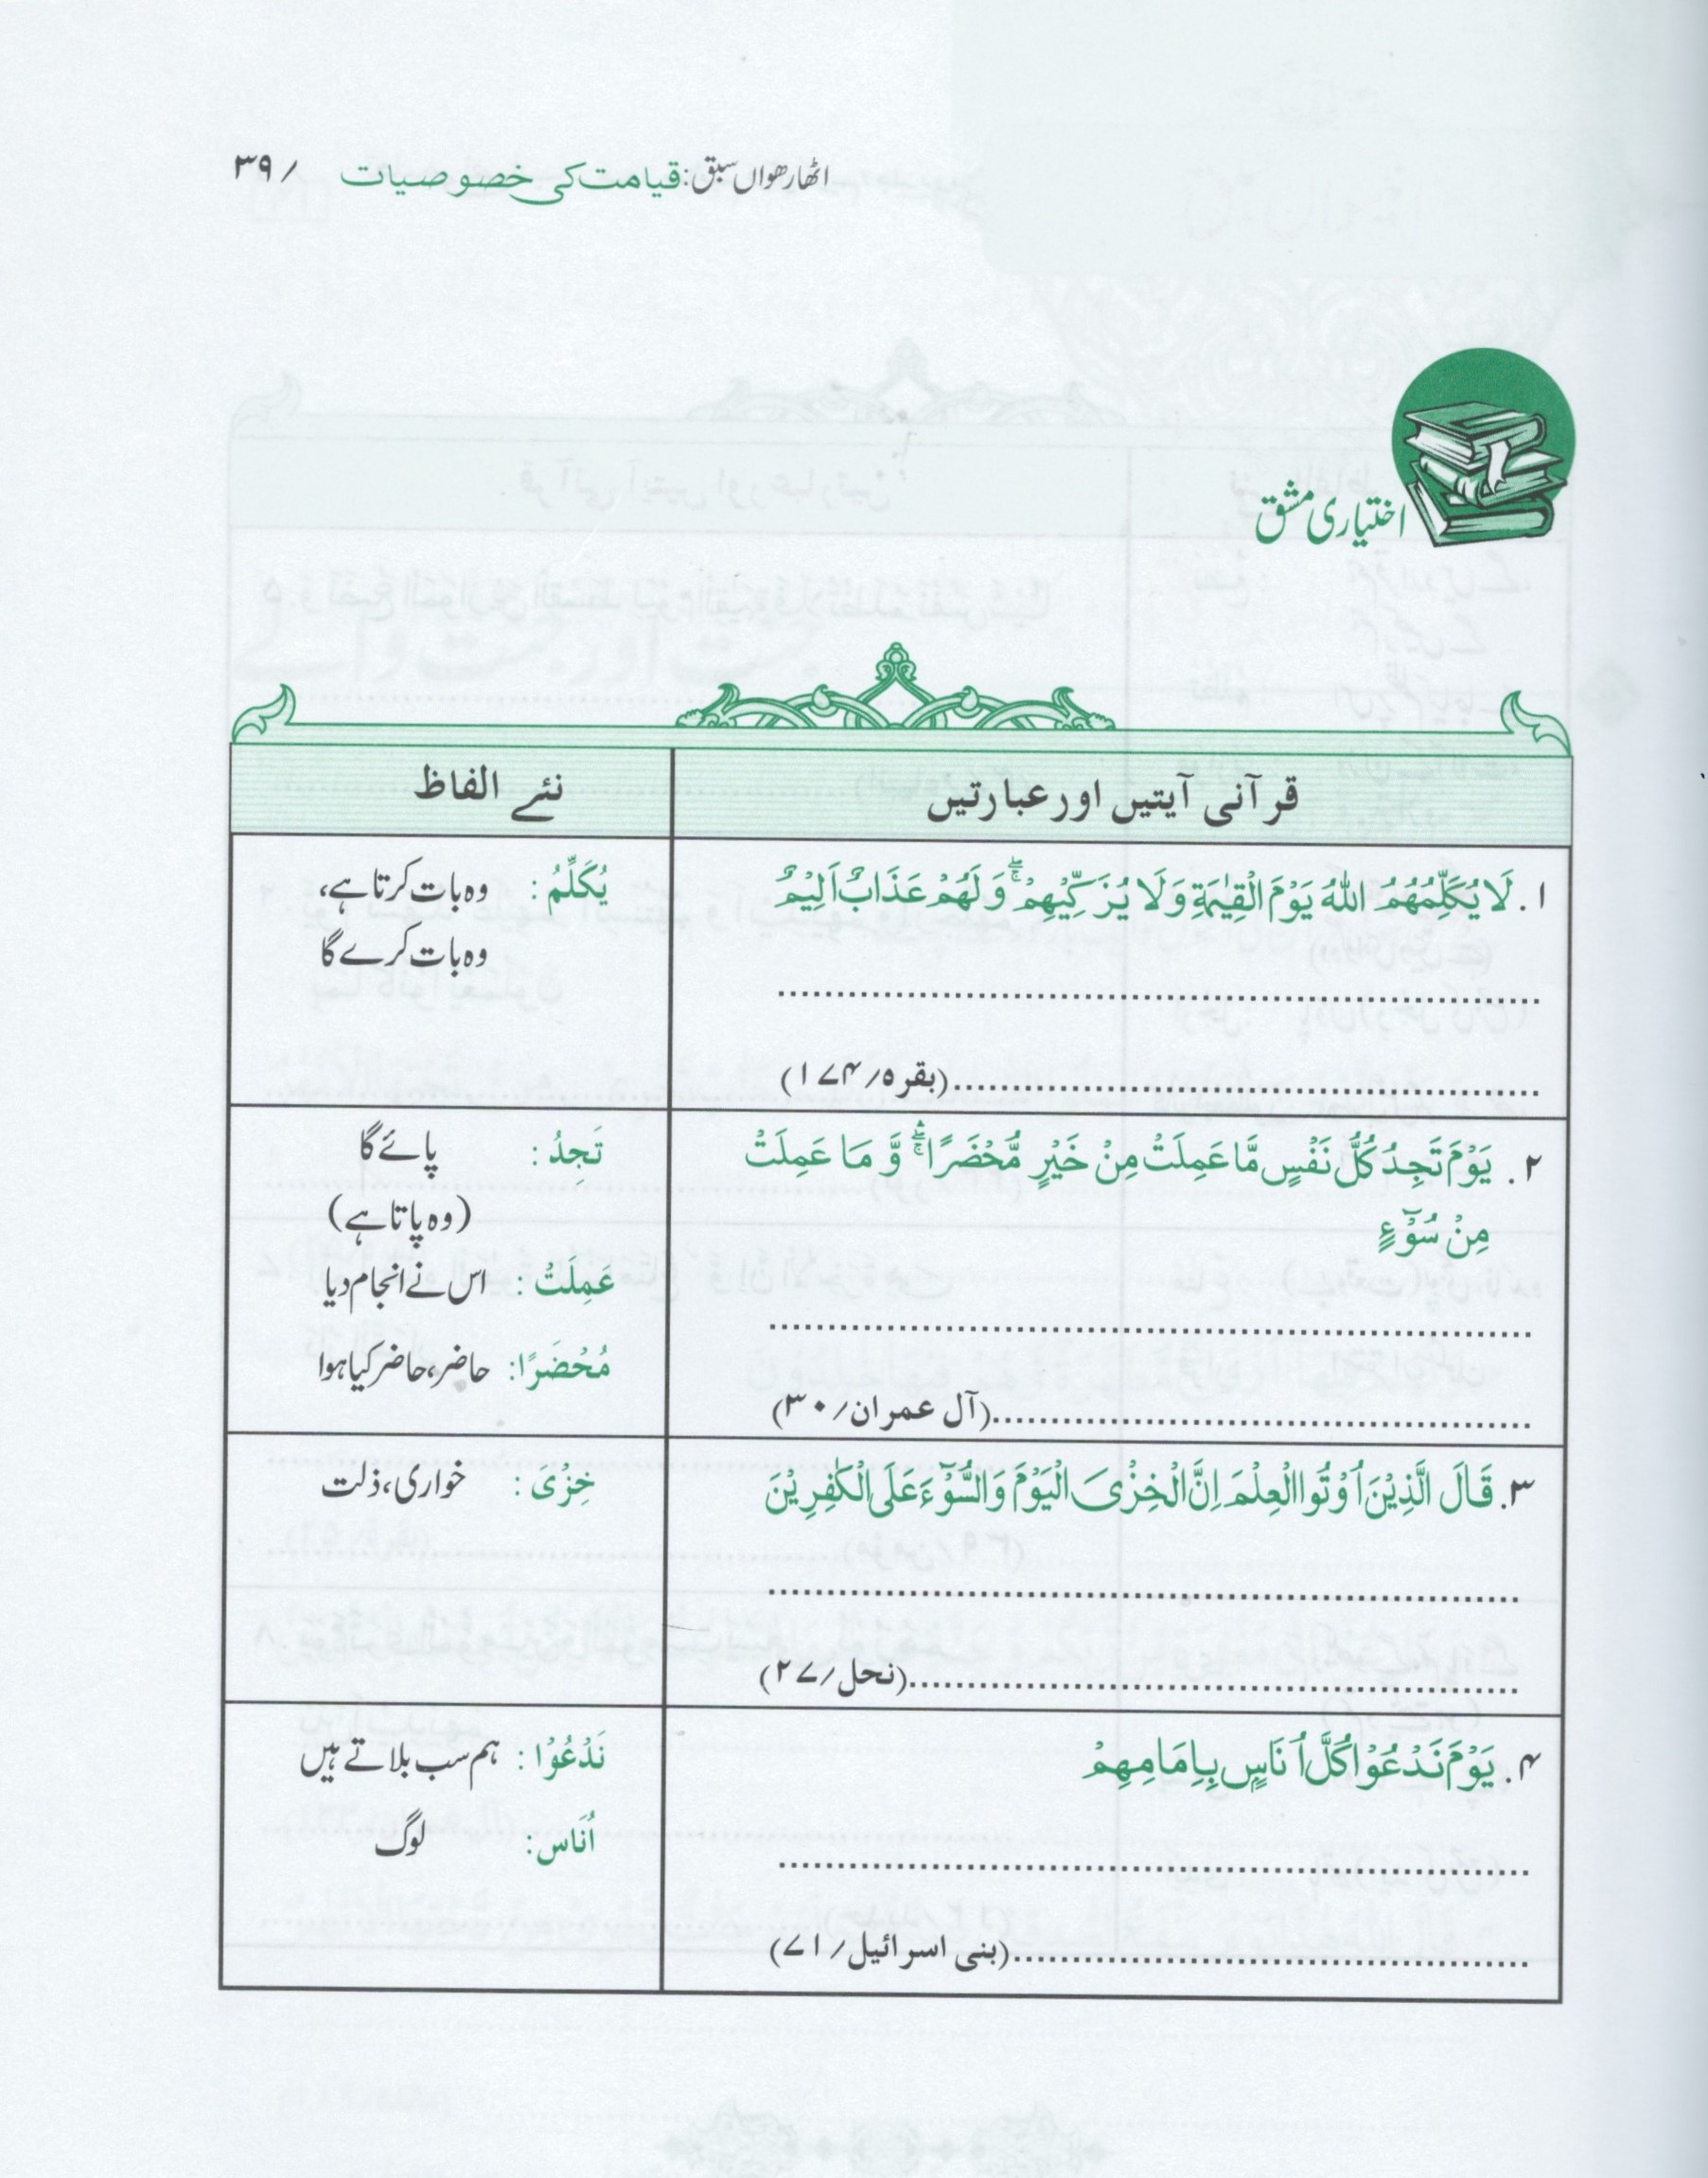 اٹھارھواں سبق: قیامت کی خصوصیات / ۳۹
اختیاری مشق
قرآنی آیتیں اور عبارتیں
نئے الفاظ
۱. لَا یُکَلِّمُهُمُ اللّٰهُ یَوْمَ الْقِیٰمَةِ وَلَا یُزَکِّیْهِمْ ۖۚ وَلَهُمْ عَذَابٌ اَلِیْمٌ
................................................
................................(بقرہ ۱۷۴/۵)
یُکَلِّمُ: وہ بات کرتا ہے،
وہ بات کرے گا
۲. یَوْمَ تَجِدُ کُلُّ نَفْسٍ مَّا عَمِلَتْ مِنْ خَیْرٍ مُّحْضَرًا ۖۛۚ وَّ مَا عَمِلَتْ
مِنْ سُوْٓءٍ
................................................
................................(آل عمران/۳۰)
تَجِدُ: پائے گا
(وہ پاتا ہے)
عَمِلَتْ: اس نے انجام دیا
مُحْضَرًا: حاضر، حاضر کیا ہوا
۳. قَالَ الَّذِیْنَ اُوْتُوا الْعِلْمَ اِنَّ الْخِزْیَ الْیَوْمَ وَالسُّوْٓءَ عَلَی الْکٰفِرِیْنَ
................................................
................................(نحل/۲۷)
خِزْیَ: خواری، ذلت
۴. یَوْمَ نَدْعُوْا کُلَّ اُنَاسٍ بِاِمَامِهِمْ
................................................
................................(بنی اسرائیل/۷۱)
نَدْعُوْا: ہم سب بلاتے ہیں
اُنَاس: لوگ